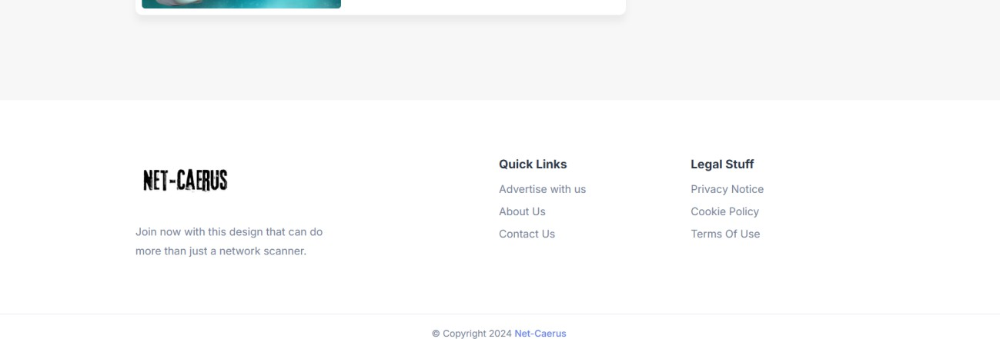 NET-CAERUS
Join now with this design that can do
more than just a network scanner.
Quick Links
Advertise with us
About Us
Contact Us
Legal Stuff
Privacy Notice
Cookie Policy
Terms Of Use
© Copyright 2024 Net-Caerus